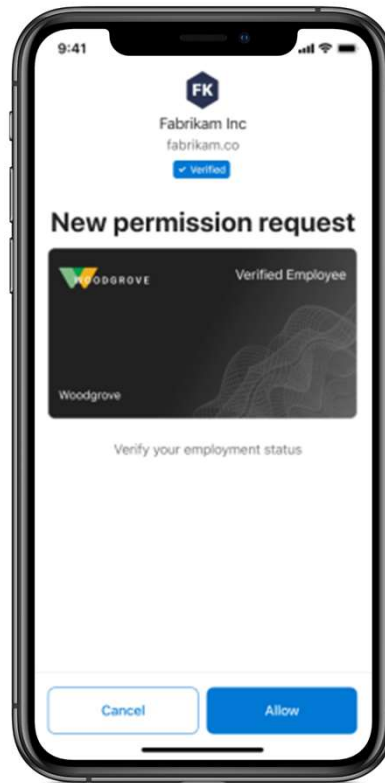 9:41
FK
Fabrikam Inc
fabrikam.co
✓ Verified
New permission request
WOODGROVE Verified Employee
Woodgrove
Verify your employment status
Cancel Allow